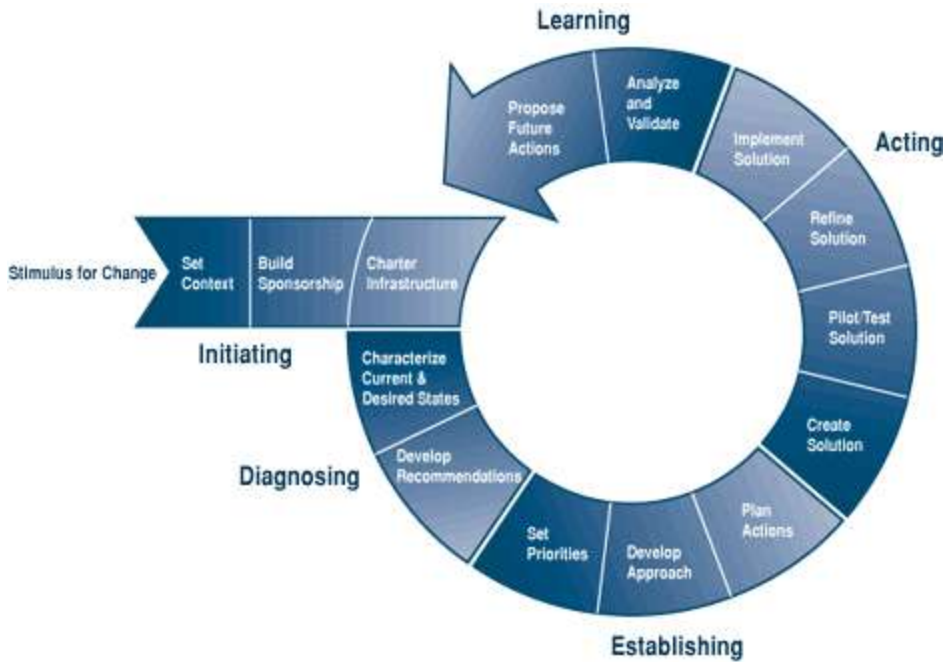 Learning
Analyze
and
Validate
Propose
Future
Actions
Implement
Solution
Acting
Refine
Solution
Stimulus for Change
Set
Context
Build
Sponsorship
Charter
Infrastructure
Pilot/Test
Solution
Initiating
Characterize
Current &
Desired States
Create
Solution
Diagnosing
Develop
Recommendations
Plan
Actions
Set
Priorities
Develop
Approach
Establishing